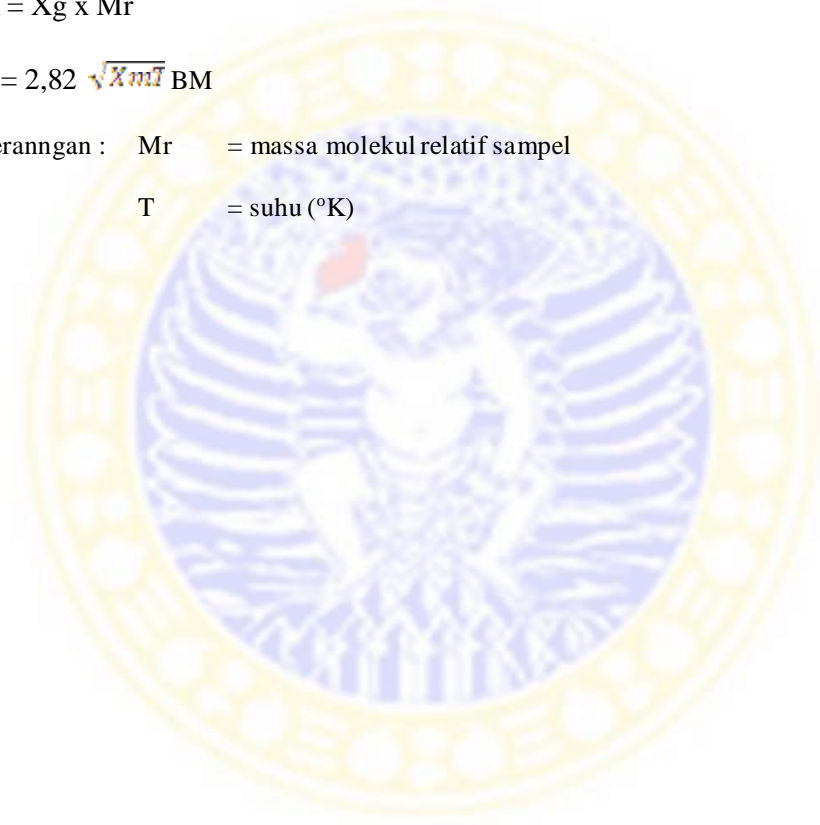 = Xg x Mr
= 2,82 √XmT BM
eranngan : Mr = massa molekul relatif sampel
T = suhu (°K)